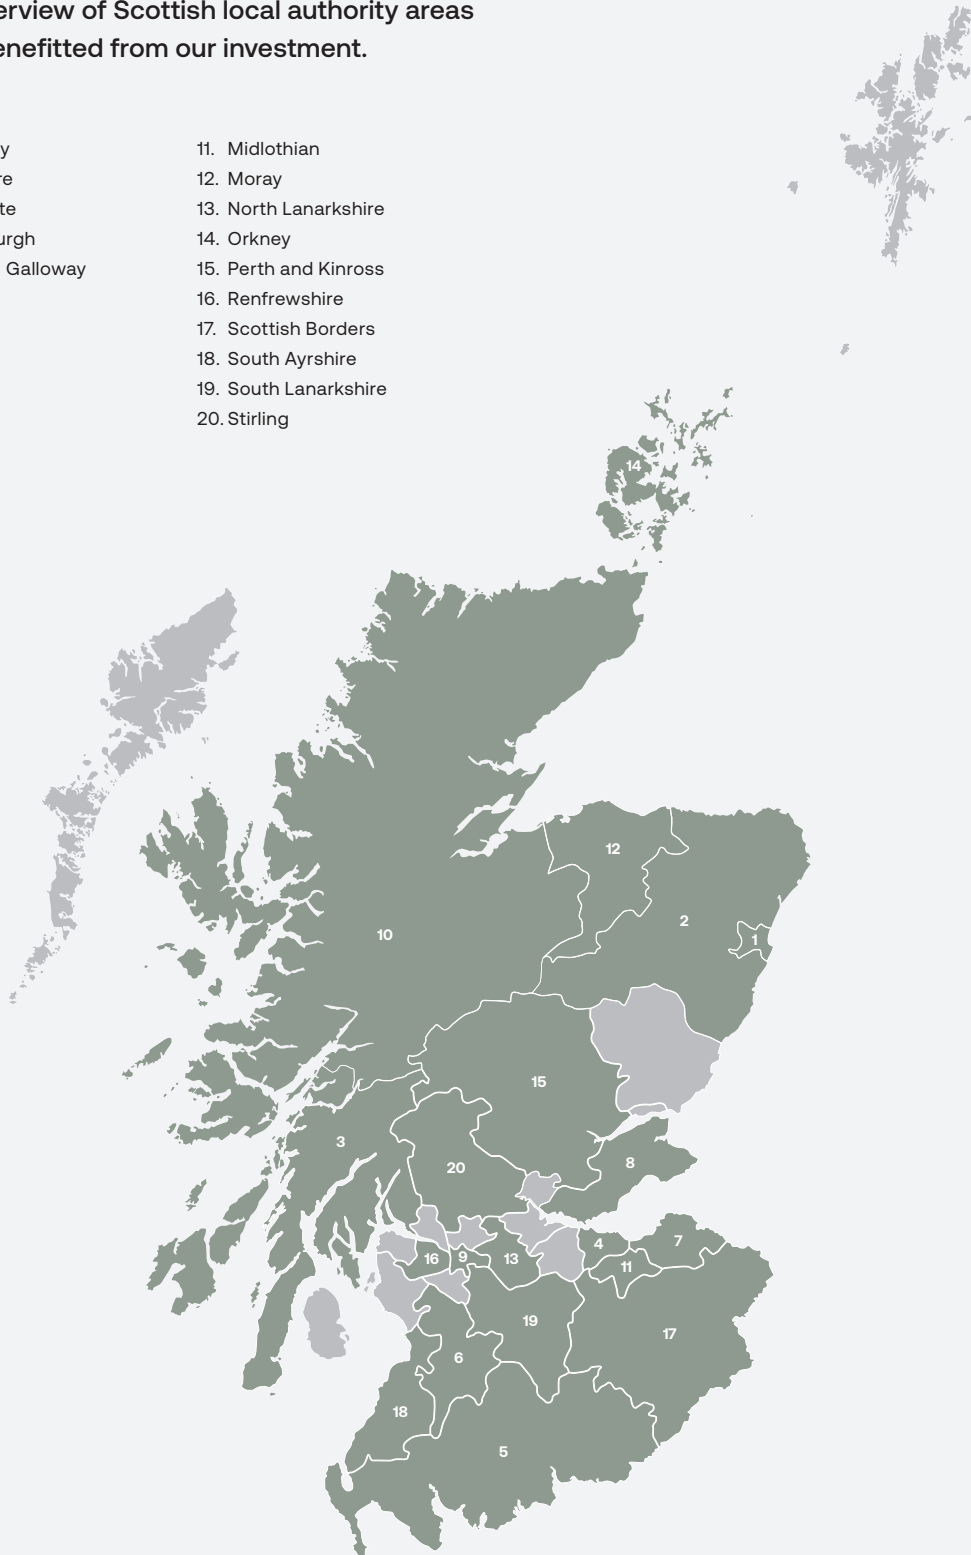 erview of Scottish local authority areas
enefitted from our investment.
y
re
te
urgh
Galloway
11. Midlothian
12. Moray
13. North Lanarkshire
14. Orkney
15. Perth and Kinross
16. Renfrewshire
17. Scottish Borders
18. South Ayrshire
19. South Lanarkshire
20. Stirling
14
12
2
1
10
15
3
8
20
4
7
16
9
13
11
19
17
6
18
5